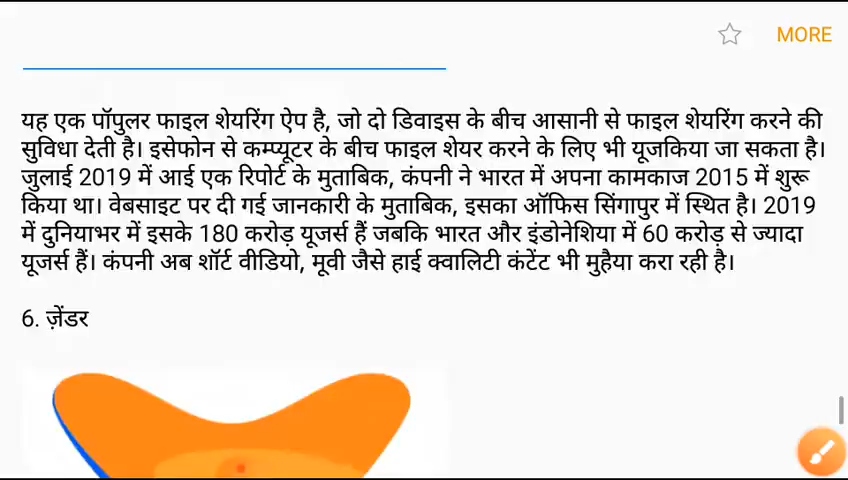 MORE
यह एक पॉपुलर फाइल शेयरिंग ऐप है, जो दो डिवाइस के बीच आसानी से फाइल शेयरिंग करने की
सुविधा देती है। इसेफोन से कम्प्यूटर के बीच फाइल शेयर करने के लिए भी यूजकिया जा सकता है।
जुलाई 2019 में आई एक रिपोर्ट के मुताबिक, कंपनी ने भारत में अपना कामकाज 2015 में शुरू
किया था। वेबसाइट पर दी गई जानकारी के मुताबिक, इसका ऑफिस सिंगापुर में स्थित है। 2019
में दुनियाभर में इसके 180 करोड़ यूजर्स हैं जबकि भारत और इंडोनेशिया में 60 करोड़ से ज्यादा
यूजर्स हैं। कंपनी अब शॉर्ट वीडियो, मूवी जैसे हाई क्वालिटी कंटेंट भी मुहैया करा रही है।
6. ज़ेंडर